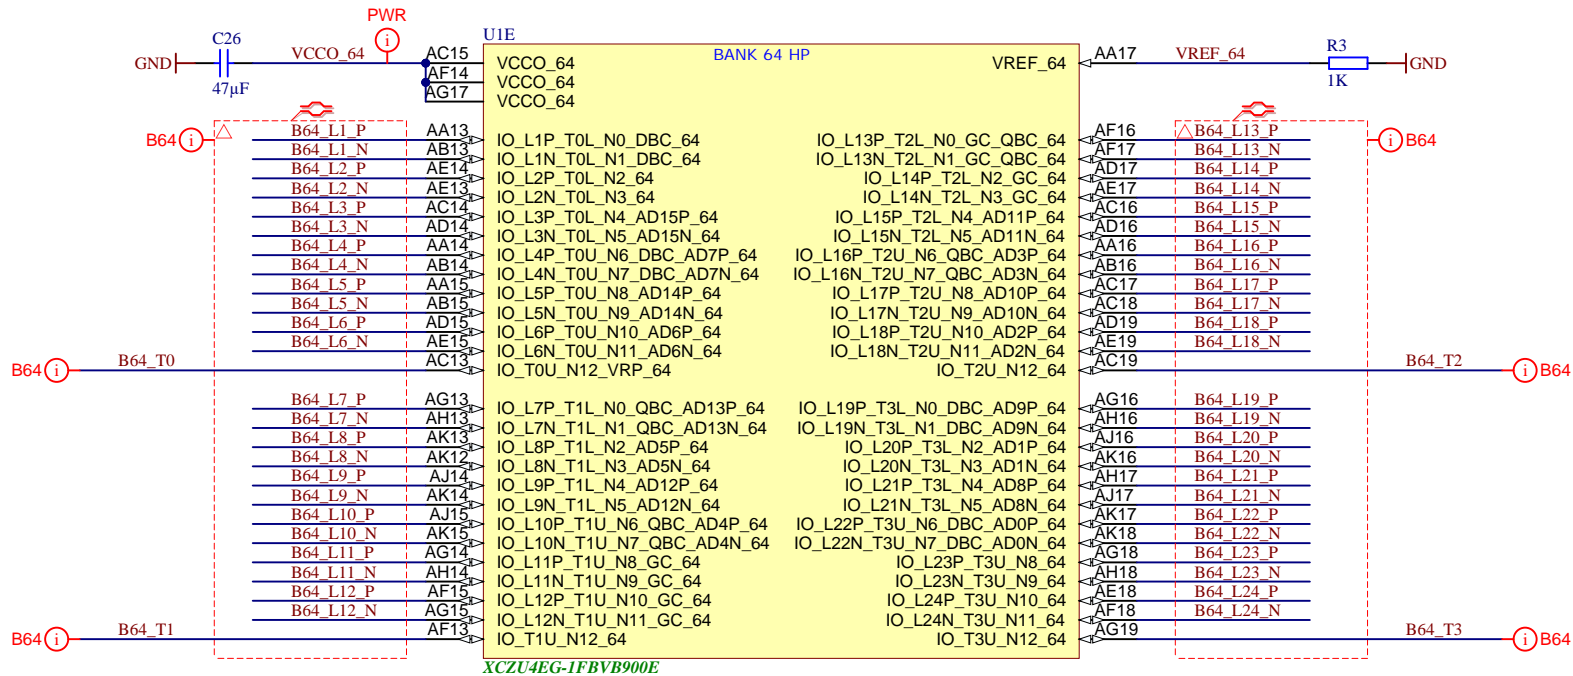 PWR
C26
VCCO_64
AC15
U1E
BANK 64 HP
AA17
VREF_64
R3
GND
VCCO_64
VREF_64
GND
47µF
AF14
VCCO_64
1K
AG17
VCCO_64
B64
B64_L1_P AA13 IO_L1P_T0L_N0_DBC_64 IO_L13P_T2L_N0_GC_QBC_64 AF16 B64_L13_P
B64
B64_L1_N AB13 IO_L1N_T0L_N1_DBC_64 IO_L13N_T2L_N1_GC_QBC_64 AF17 B64_L13_N
B64_L2_P AE14 IO_L2P_T0L_N2_64 IO_L14P_T2L_N2_GC_64 AD17 B64_L14_P
B64_L2_N AE13 IO_L2N_T0L_N3_64 IO_L14N_T2L_N3_GC_64 AE17 B64_L14_N
B64_L3_P AC14 IO_L3P_T0L_N4_AD15P_64 IO_L15P_T2L_N4_AD11P_64 AC16 B64_L15_P
B64_L3_N AD14 IO_L3N_T0L_N5_AD15N_64 IO_L15N_T2L_N5_AD11N_64 AD16 B64_L15_N
B64_L4_P AA14 IO_L4P_T0U_N6_DBC_AD7P_64 IO_L16P_T2U_N6_QBC_AD3P_64 AA16 B64_L16_P
B64_L4_N AB14 IO_L4N_T0U_N7_DBC_AD7N_64 IO_L16N_T2U_N7_QBC_AD3N_64 AB16 B64_L16_N
B64_L5_P AA15 IO_L5P_T0U_N8_AD14P_64 IO_L17P_T2U_N8_AD10P_64 AC17 B64_L17_P
B64_L5_N AB15 IO_L5N_T0U_N9_AD14N_64 IO_L17N_T2U_N9_AD10N_64 AC18 B64_L17_N
B64_L6_P AD15 IO_L6P_T0U_N10_AD6P_64 IO_L18P_T2U_N10_AD2P_64 AD19 B64_L18_P
B64_L6_N AE15 IO_L6N_T0U_N11_AD6N_64 IO_L18N_T2U_N11_AD2N_64 AE19 B64_L18_N
B64 B64_T0 AC13 IO_T0U_N12_VRP_64 IO_T2U_N12_64 AC19 B64_T2 B64
B64_L7_P AG13 IO_L7P_T1L_N0_QBC_AD13P_64 IO_L19P_T3L_N0_DBC_AD9P_64 AG16 B64_L19_P
B64_L7_N AH13 IO_L7N_T1L_N1_QBC_AD13N_64 IO_L19N_T3L_N1_DBC_AD9N_64 AH16 B64_L19_N
B64_L8_P AK13 IO_L8P_T1L_N2_AD5P_64 IO_L20P_T3L_N2_AD1P_64 AJ16 B64_L20_P
B64_L8_N AK12 IO_L8N_T1L_N3_AD5N_64 IO_L20N_T3L_N3_AD1N_64 AK16 B64_L20_N
B64_L9_P AJ14 IO_L9P_T1L_N4_AD12P_64 IO_L21P_T3L_N4_AD8P_64 AH17 B64_L21_P
B64_L9_N AK14 IO_L9N_T1L_N5_AD12N_64 IO_L21N_T3L_N5_AD8N_64 AJ17 B64_L21_N
B64_L10_P AJ15 IO_L10P_T1U_N6_QBC_AD4P_64 IO_L22P_T3U_N6_DBC_AD0P_64 AK17 B64_L22_P
B64_L10_N AK15 IO_L10N_T1U_N7_QBC_AD4N_64 IO_L22N_T3U_N7_DBC_AD0N_64 AK18 B64_L22_N
B64_L11_P AG14 IO_L11P_T1U_N8_GC_64 IO_L23P_T3U_N8_64 AG18 B64_L23_P
B64_L11_N AH14 IO_L11N_T1U_N9_GC_64 IO_L23N_T3U_N9_64 AH18 B64_L23_N
B64_L12_P AF15 IO_L12P_T1U_N10_GC_64 IO_L24P_T3U_N10_64 AE18 B64_L24_P
B64_L12_N AG15 IO_L12N_T1U_N11_GC_64 IO_L24N_T3U_N11_64 AF18 B64_L24_N
B64 B64_T1 AF13 IO_T1U_N12_64 IO_T3U_N12_64 AG19 B64_T3 B64
XCZU4EG-1FBVB900E